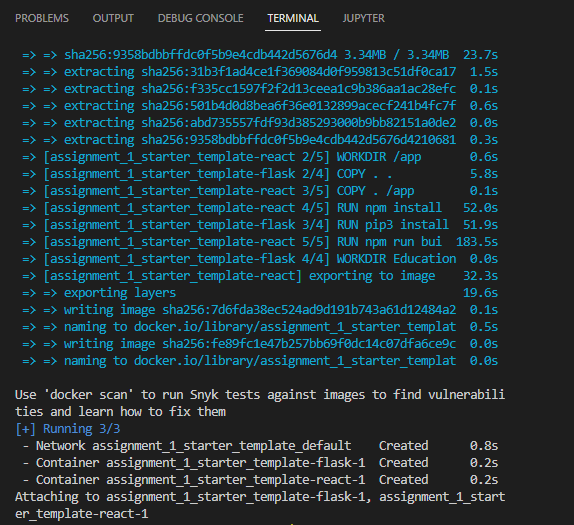 PROBLEMS OUTPUT DEBUG CONSOLE TERMINAL JUPYTER
=> => sha256:9358bdbbffdc0f5b9e4cdb442d5676d4 3.34MB / 3.34MB 23.7s
=> => extracting sha256:31b3f1ad4ce1f369084d0f959813c51df0ca17 1.5s
=> => extracting sha256:f335cc1597f2f2d13ceea1c9b386aa1ac28efc 0.1s
=> => extracting sha256:501b4d0d8bea6f36e0132899acecf241b4fc7f 0.6s
=> => extracting sha256:abd735557fdf93d385293000b9bb82151a0de2 0.0s
=> => extracting sha256:9358bdbbffdc0f5b9e4cdb442d5676d4210681 0.3s
=> [assignment_1_starter_template-react 2/5] WORKDIR /app 0.6s
=> [assignment_1_starter_template-flask 2/4] COPY . . 5.8s
=> [assignment_1_starter_template-react 3/5] COPY . /app 0.1s
=> [assignment_1_starter_template-react 4/5] RUN npm install 52.0s
=> [assignment_1_starter_template-flask 3/4] RUN pip3 install 51.9s
=> [assignment_1_starter_template-react 5/5] RUN npm run bui 183.5s
=> [assignment_1_starter_template-flask 4/4] WORKDIR Education 0.0s
=> [assignment_1_starter_template-react] exporting to image 32.3s
=> => exporting layers 19.6s
=> => writing image sha256:7d6fda38ec524ad9d191b743a61d12484a2 0.1s
=> => naming to docker.io/library/assignment_1_starter_templat 0.5s
=> => writing image sha256:fe89fc1e47b257bb69f0dc14c07dfa6ce9c 0.0s
=> => naming to docker.io/library/assignment_1_starter_templat 0.0s
Use 'docker scan' to run Snyk tests against images to find vulnerabili
ties and learn how to fix them
[+] Running 3/3
- Network assignment_1_starter_template_default Created 0.8s
- Container assignment_1_starter_template-flask-1 Created 0.2s
- Container assignment_1_starter_template-react-1 Created 0.2s
Attaching to assignment_1_starter_template-flask-1, assignment_1_start
er_template-react-1